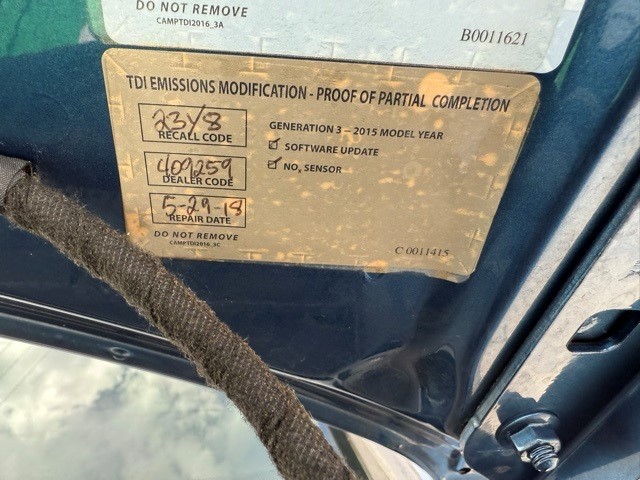 DO NOT REMOVE
CAMPTDI2016_3A
B0011621
TDI EMISSIONS MODIFICATION - PROOF OF PARTIAL COMPLETION
23Y8
RECALL CODE
409259
DEALER CODE
5-29-18
REPAIR DATE
GENERATION 3 – 2015 MODEL YEAR
SOFTWARE UPDATE
NOx SENSOR
DO NOT REMOVE
CAMPTDI2016_3C
C 0011415